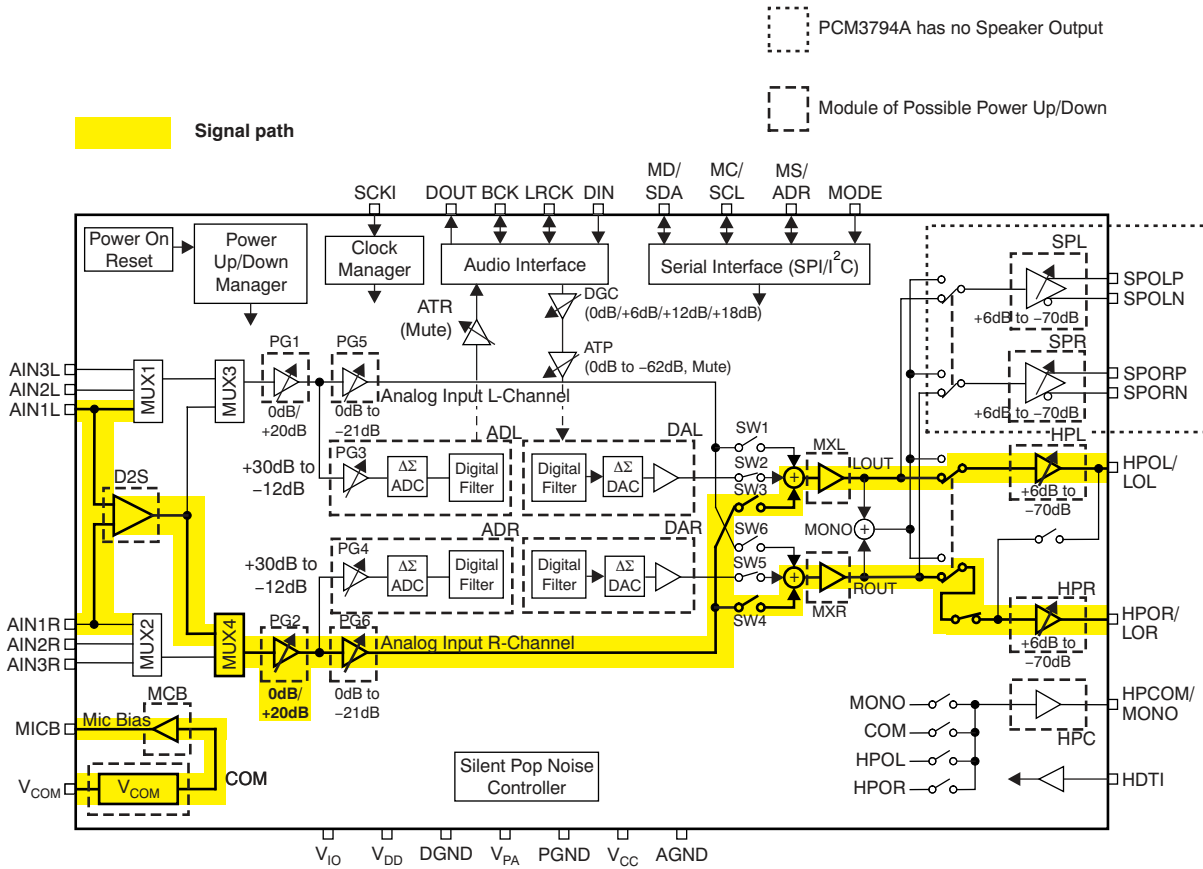 PCM3794A has no Speaker Output
Module of Possible Power Up/Down
Signal path
SCKI
DOUT
BCK
LRCK
DIN
MD/
SDA
MC/
SCL
MS/
ADR
MODE
Power On
Reset
Power
Up/Down
Manager
Clock
Manager
Audio Interface
Serial Interface (SPI/I²C)
ATR
(Mute)
DGC
(0dB/+6dB/+12dB/+18dB)
ATP
(0dB to −62dB, Mute)
SPL
+6dB to −70dB
SPOLP
SPOLN
SPR
+6dB to −70dB
SPORP
SPORN
AIN3L
AIN2L
AIN1L
MUX1
MUX3
PG1
0dB/
+20dB
PG5
0dB to
−21dB
Analog Input L-Channel
D2S
+30dB to
−12dB
PG3
ΔΣ
ADC
Digital
Filter
ADL
Digital
Filter
ΔΣ
DAC
DAL
SW1
SW2
SW3
MXL
LOUT
HPL
+6dB to
−70dB
HPOL/
LOL
MONO
+30dB to
−12dB
PG4
ΔΣ
ADC
Digital
Filter
ADR
Digital
Filter
ΔΣ
DAC
DAR
SW6
SW5
SW4
MXR
ROUT
HPR
+6dB to
−70dB
HPOR/
LOR
AIN1R
AIN2R
AIN3R
MUX2
MUX4
PG2
0dB/
+20dB
PG6
0dB to
−21dB
Analog Input R-Channel
MICB
Mic Bias
MCB
VCOM
VCOM
COM
Silent Pop Noise
Controller
MONO
COM
HPOL
HPOR
HPC
HPCOM/
MONO
HDTI
VIO
VDD
DGND
VPA
PGND
VCC
AGND